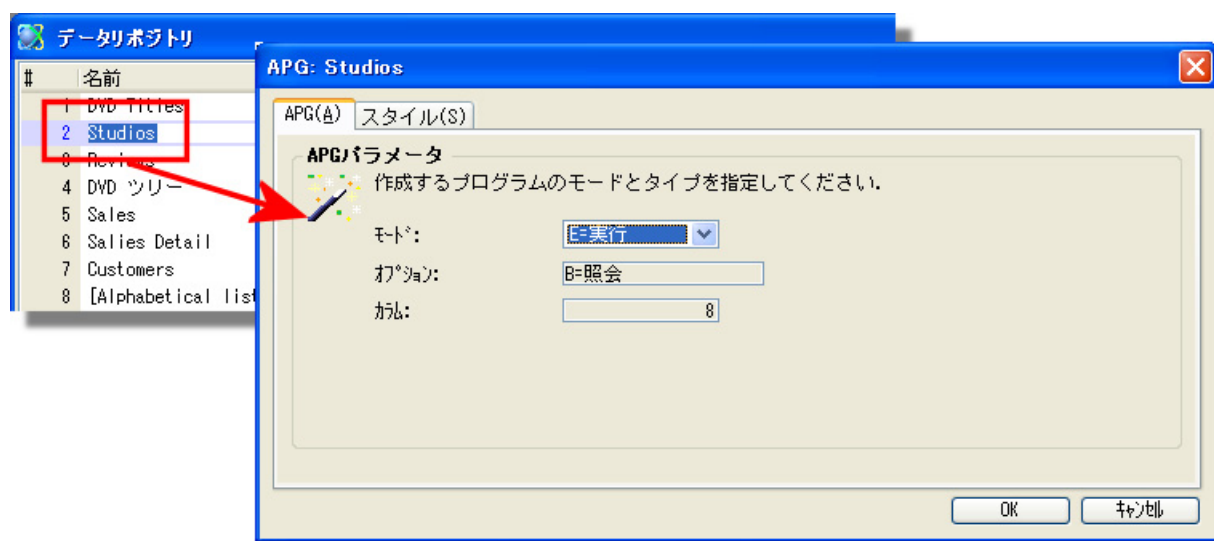 データリポジトリ
# 名前
1 DVD Titles
2 Studios
3 Reviews
4 DVD ツリー
5 Sales
6 Salies Detail
7 Customers
8 [Alphabetical list
APG: Studios
APG(A) スタイル(S)
APGパラメータ
作成するプログラムのモードとタイプを指定してください.
モード: E=実行
オプション: B=照会
カラム: 8
OK キャンセル